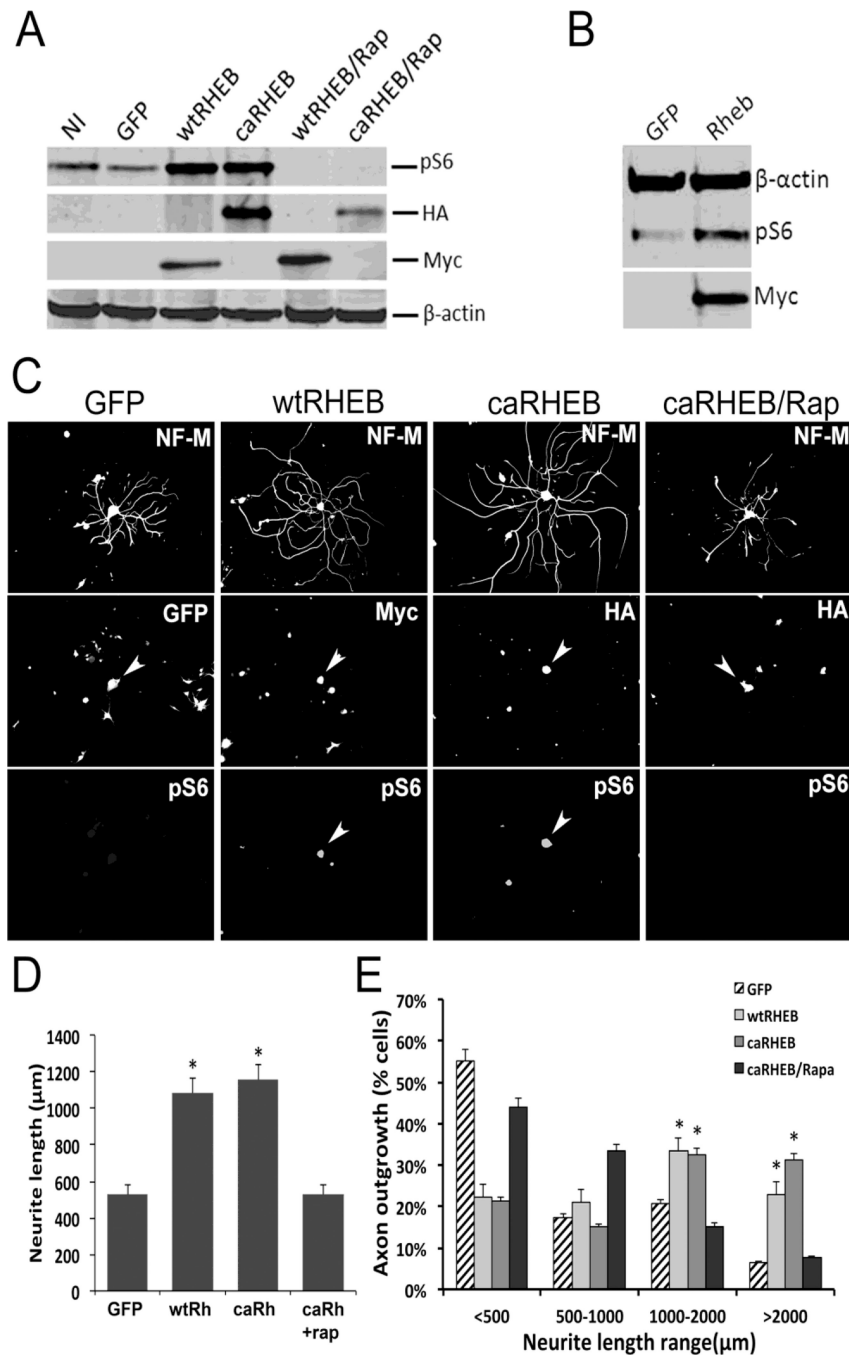 A
NI GFP wtRHEB caRHEB wtRHEB/Rap caRHEB/Rap
pS6
HA
Myc
β-actin
B
GFP Rheb
β-actin
pS6
Myc
C
GFP wtRHEB caRHEB caRHEB/Rap
NF-M NF-M NF-M NF-M
GFP Myc HA HA
pS6 pS6 pS6 pS6
D
Neurite length (µm)
1400
1200
1000
800
600
400
200
0
* *
GFP wtRh caRh caRh
+rap
E
GFP
wtRHEB
caRHEB
caRHEB/Rapa
Axon outgrowth (% cells)
70%
60%
50%
40%
30%
20%
10%
0%
* *
* *
<500 500-1000 1000-2000 >2000
Neurite length range(µm)